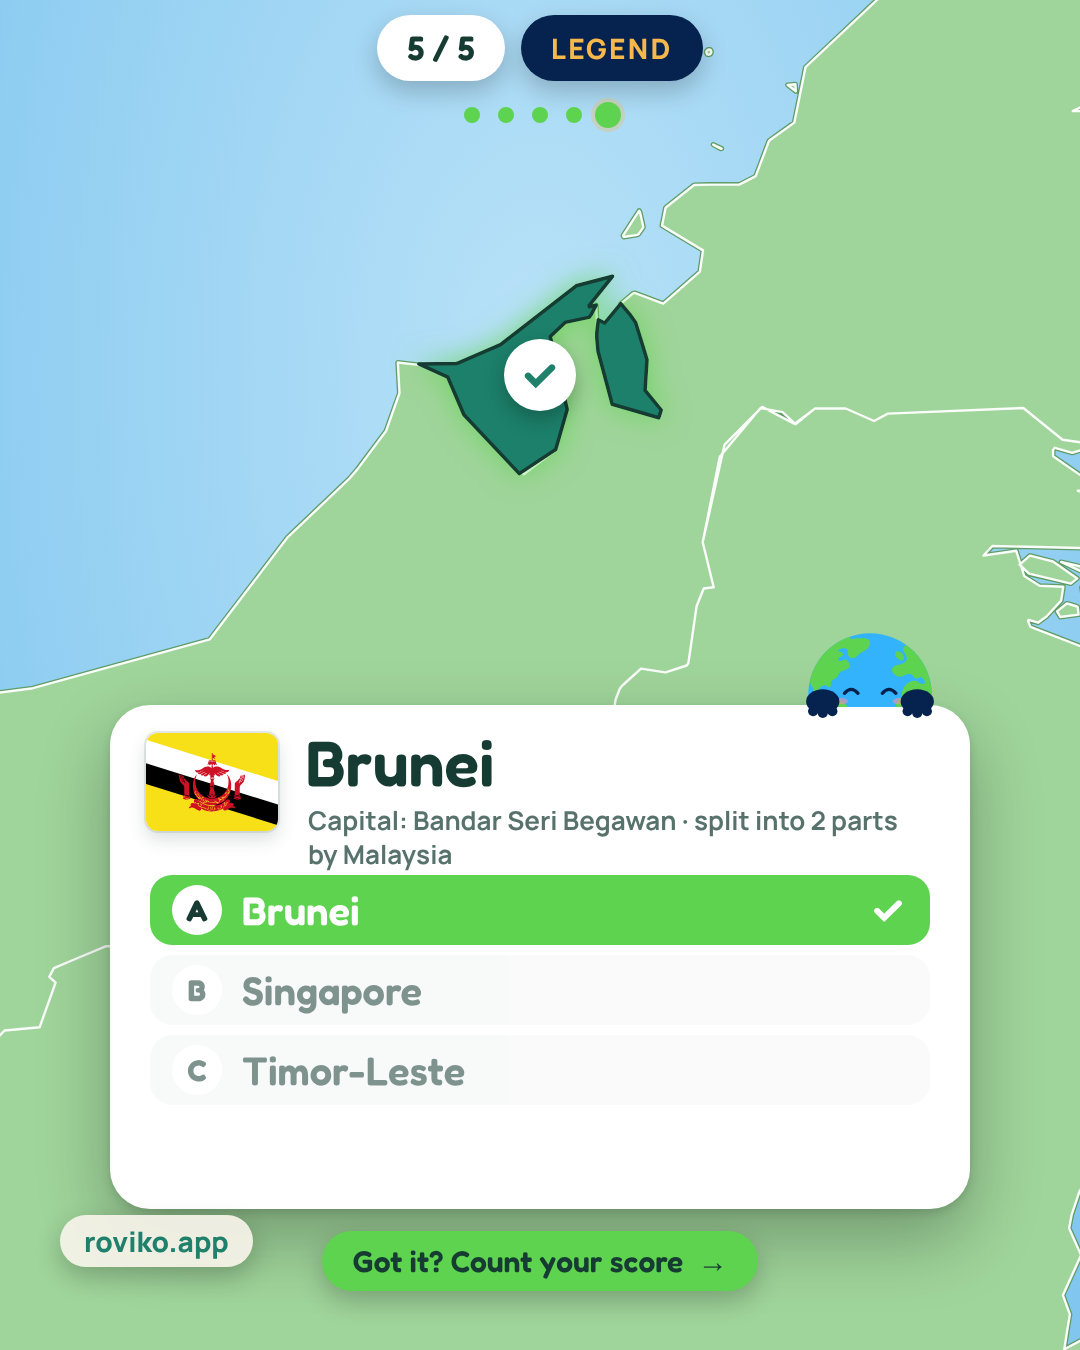 5 / 5
LEGEND
Brunei
Capital: Bandar Seri Begawan · split into 2 parts
by Malaysia
A Brunei
B Singapore
C Timor-Leste
roviko.app
Got it? Count your score →